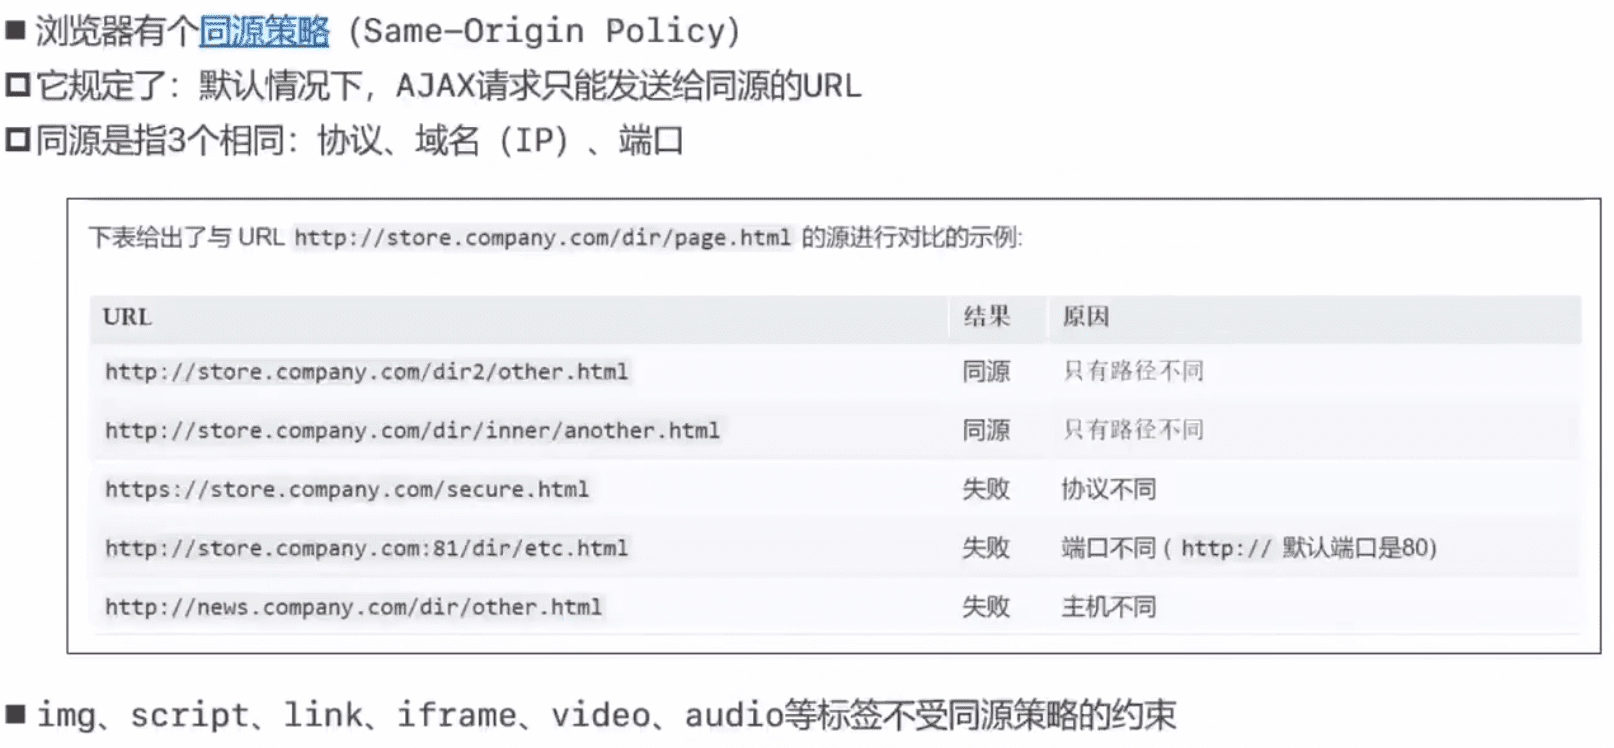 ■ 浏览器有个同源策略（Same-Origin Policy）
□ 它规定了：默认情况下，AJAX请求只能发送给同源的URL
□ 同源是指3个相同：协议、域名（IP）、端口
下表给出了与 URL http://store.company.com/dir/page.html 的源进行对比的示例:
URL 结果 原因
http://store.company.com/dir2/other.html 同源 只有路径不同
http://store.company.com/dir/inner/another.html 同源 只有路径不同
https://store.company.com/secure.html 失败 协议不同
http://store.company.com:81/dir/etc.html 失败 端口不同 ( http:// 默认端口是80)
http://news.company.com/dir/other.html 失败 主机不同
■ img、script、link、iframe、video、audio等标签不受同源策略的约束